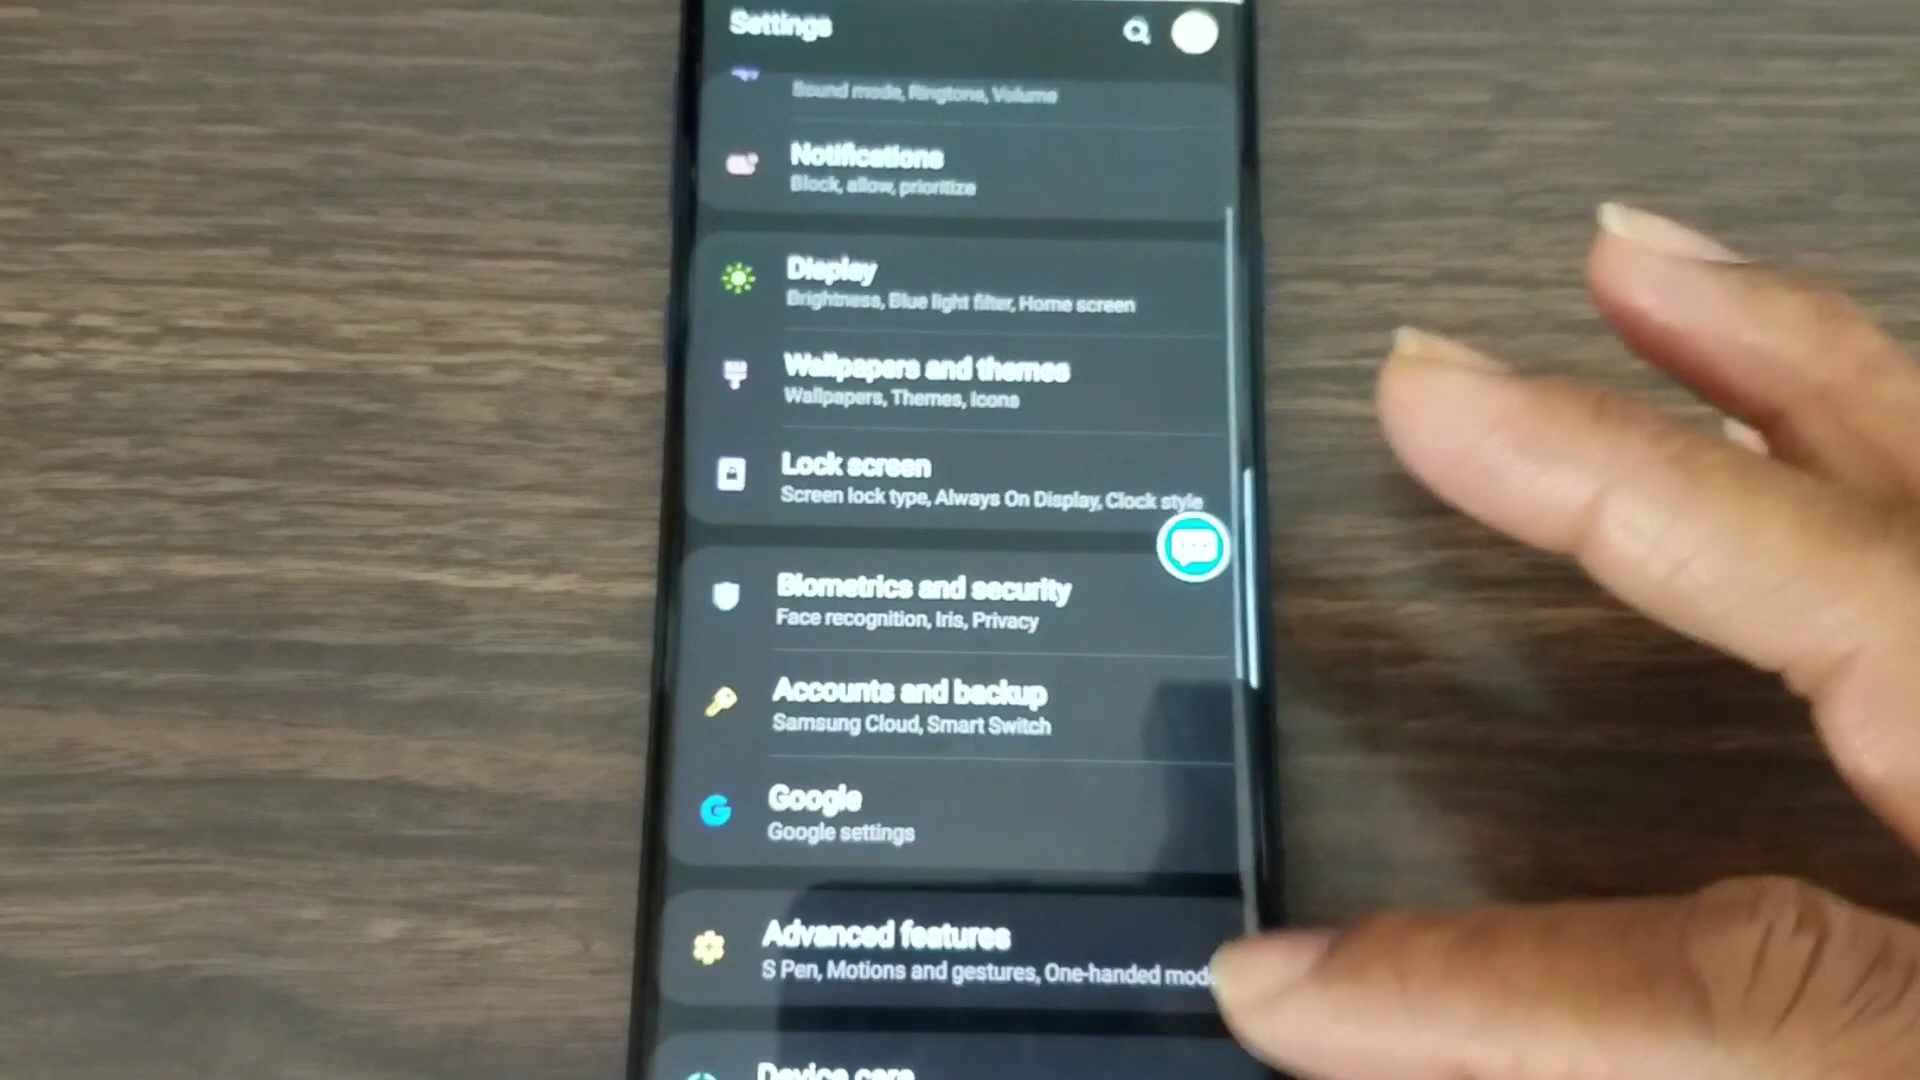 Settings
Sound mode, Ringtone, Volume
Notifications
Block, allow, prioritize
Display
Brightness, Blue light filter, Home screen
Wallpapers and themes
Wallpapers, Themes, Icons
Lock screen
Screen lock type, Always On Display, Clock style
Biometrics and security
Face recognition, Iris, Privacy
Accounts and backup
Samsung Cloud, Smart Switch
Google
Google settings
Advanced features
S Pen, Motions and gestures, One-handed mode
Device care